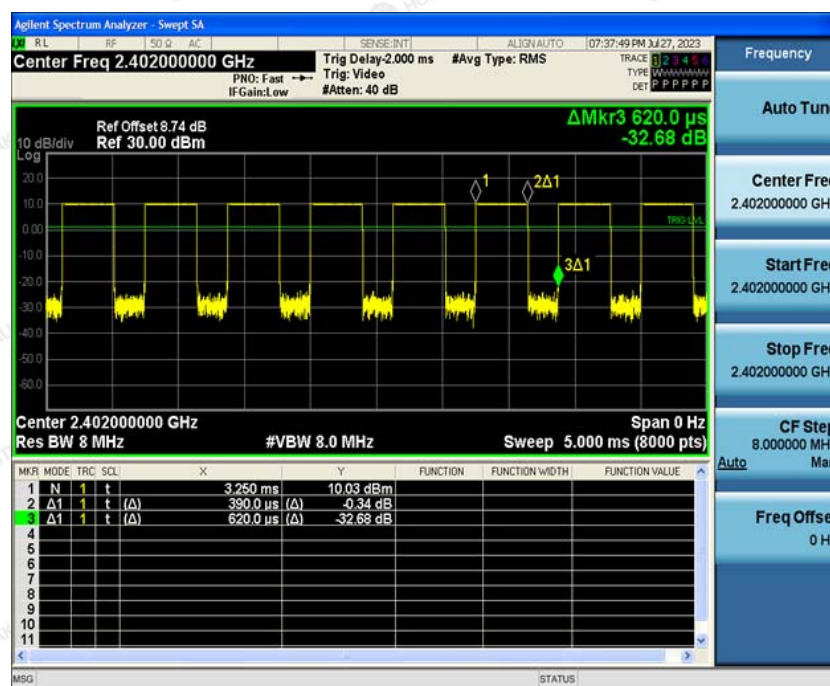 Agilent Spectrum Analyzer - Swept SA
LXI RL RF 50 Ω AC SENSE:INT ALIGN AUTO 07:37:49 PM Jul 27, 2023
Center Freq 2.402000000 GHz
Trig Delay-2.000 ms #Avg Type: RMS
TRACE 1 2 3 4 5 6
PNO: Fast
Trig: Video
TYPE WWWWWW
IFGain:Low
#Atten: 40 dB
DET P P P P P P
ΔMkr3 620.0 µs
-32.68 dB
Ref Offset 8.74 dB
10 dB/div Ref 30.00 dBm
Log
20.0
10.0
0.00
-10.0
-20.0
-30.0
-40.0
-50.0
-60.0
1
2Δ1
TRIG LVL
3Δ1
Center 2.402000000 GHz Span 0 Hz
Res BW 8 MHz #VBW 8.0 MHz Sweep 5.000 ms (8000 pts)
MKR MODE TRC SCL X Y FUNCTION FUNCTION WIDTH FUNCTION VALUE
1 N 1 t 3.250 ms 10.03 dBm
2 Δ1 1 t (Δ) 390.0 µs (Δ) -0.34 dB
3 Δ1 1 t (Δ) 620.0 µs (Δ) -32.68 dB
4
5
6
7
8
9
10
11
MSG STATUS
Frequency
Auto Tun
Center Fre
2.402000000 GH
Start Fre
2.402000000 GH
Stop Fre
2.402000000 GH
CF Step
8.000000 MH
Auto Ma
Freq Offse
0 H